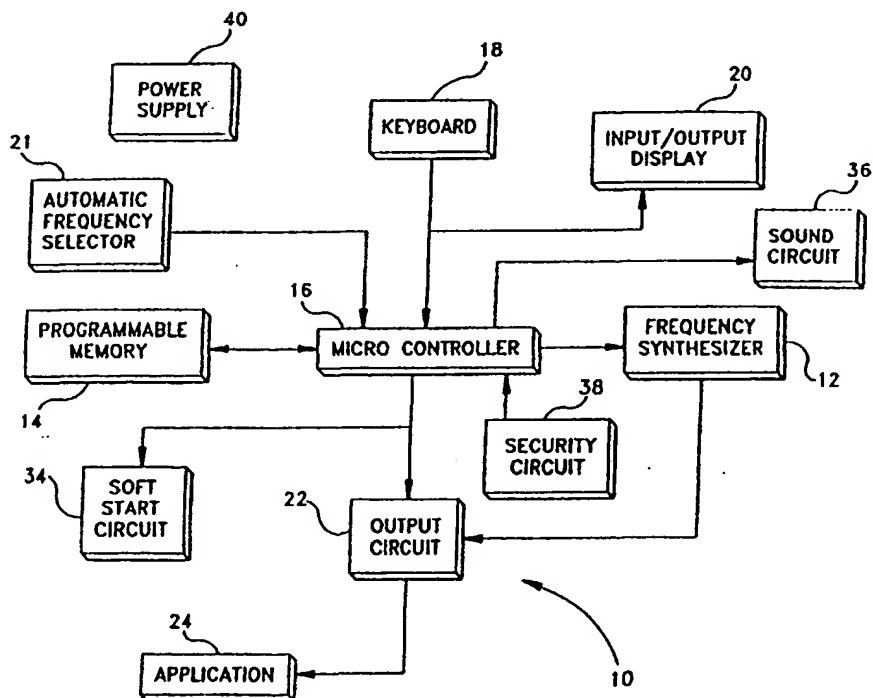 40
18
20
POWER
SUPPLY
KEYBOARD
INPUT/OUTPUT
DISPLAY
21
36
AUTOMATIC
FREQUENCY
SELECTOR
SOUND
CIRCUIT
16
PROGRAMMABLE
MEMORY
MICRO CONTROLLER
FREQUENCY
SYNTHESIZER
14
38
12
SECURITY
CIRCUIT
34
SOFT
START
CIRCUIT
22
OUTPUT
CIRCUIT
24
APPLICATION
10